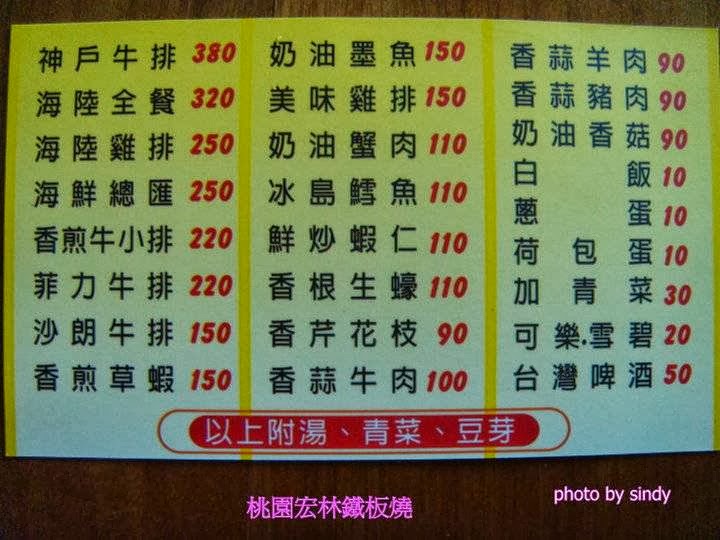 神戶牛排 380
海陸全餐 320
海陸雞排 250
海鮮總匯 250
香煎牛小排 220
菲力牛排 220
沙朗牛排 150
香煎草蝦 150
奶油墨魚 150
美味雞排 150
奶油蟹肉 110
冰島鱈魚 110
鮮炒蝦仁 110
香根生蠔 110
香芹花枝 90
香蒜牛肉 100
香蒜羊肉 90
香蒜豬肉 90
奶油香菇 90
白飯 10
蔥蛋 10
荷包蛋 10
加青菜 30
可樂.雪碧 20
台灣啤酒 50
以上附湯、青菜、豆芽
桃園宏林鐵板燒
photo by sindy